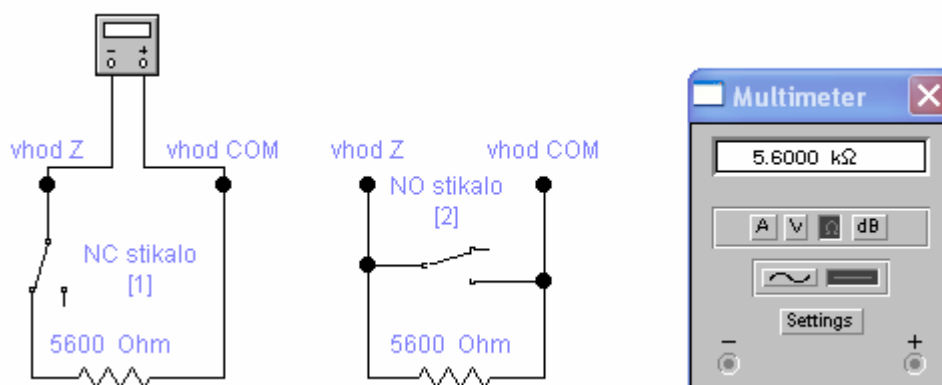 - +
vhod Z vhod COM
NC stikalo
[1]
5600 Ohm
vhod Z vhod COM
NO stikalo
[2]
5600 Ohm
Multimeter
5.6000 kΩ
A V Ω dB
Settings
- +